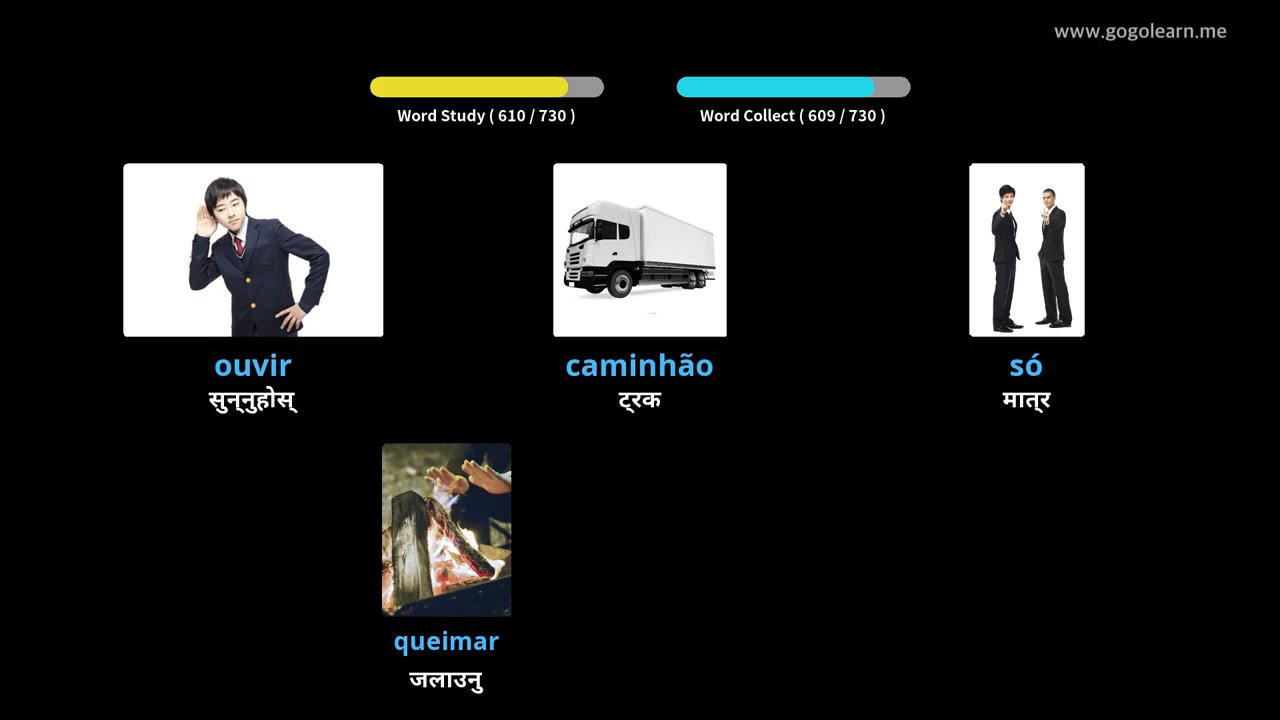 www.gogolearn.me
Word Study ( 610 / 730 )
Word Collect ( 609 / 730 )
ouvir
सुन्नुहोस्
caminhão
ट्रक
só
मात्र
queimar
जलाउनु